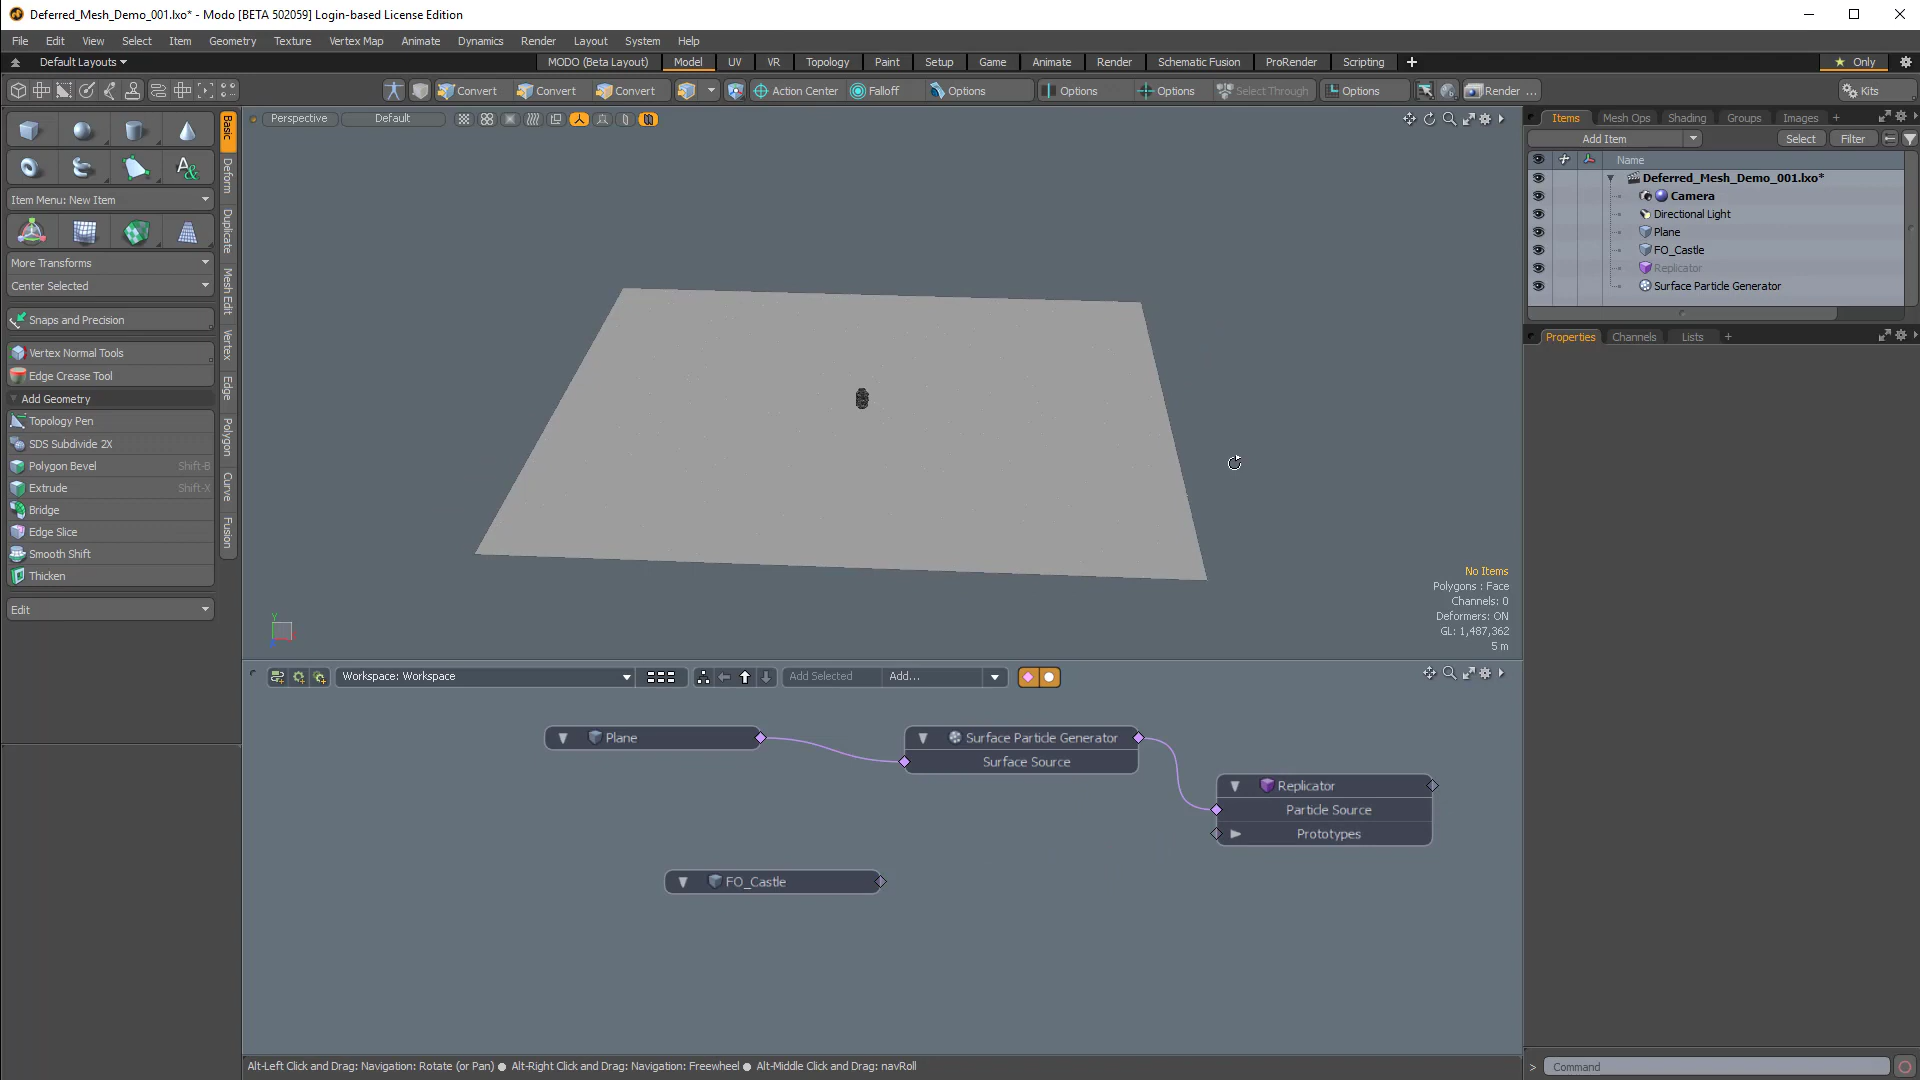 Deferred_Mesh_Demo_001.lxo* - Modo [BETA 502059] Login-based License Edition
File Edit View Select Item Geometry Texture Vertex Map Animate Dynamics Render Layout System Help
Default Layouts MODO (Beta Layout) Model UV VR Topology Paint Setup Game Animate Render Schematic Fusion ProRender Scripting Only
Convert Convert Convert Action Center Falloff Options Options Options Select Through Options Render ... Kits
Perspective Default
Basic
Deform
Duplicate
Mesh Edit
Vertex
Edge
Polygon
Curve
Fusion
Item Menu: New Item
More Transforms
Center Selected
Snaps and Precision
Vertex Normal Tools
Edge Crease Tool
Add Geometry
Topology Pen
SDS Subdivide 2X
Polygon Bevel Shift-B
Extrude Shift-X
Bridge
Edge Slice
Smooth Shift
Thicken
Edit
Y
No Items
Polygons : Face
Channels: 0
Deformers: ON
GL: 1,487,362
5 m
Items Mesh Ops Shading Groups Images +
Add Item Select Filter
Name
Deferred_Mesh_Demo_001.lxo*
Camera
Directional Light
Plane
FO_Castle
Replicator
Surface Particle Generator
Properties Channels Lists +
Workspace: Workspace Add Selected Add...
Plane
Surface Particle Generator
Surface Source
Replicator
Particle Source
Prototypes
FO_Castle
Alt-Left Click and Drag: Navigation: Rotate (or Pan) ● Alt-Right Click and Drag: Navigation: Freewheel ● Alt-Middle Click and Drag: navRoll
> Command